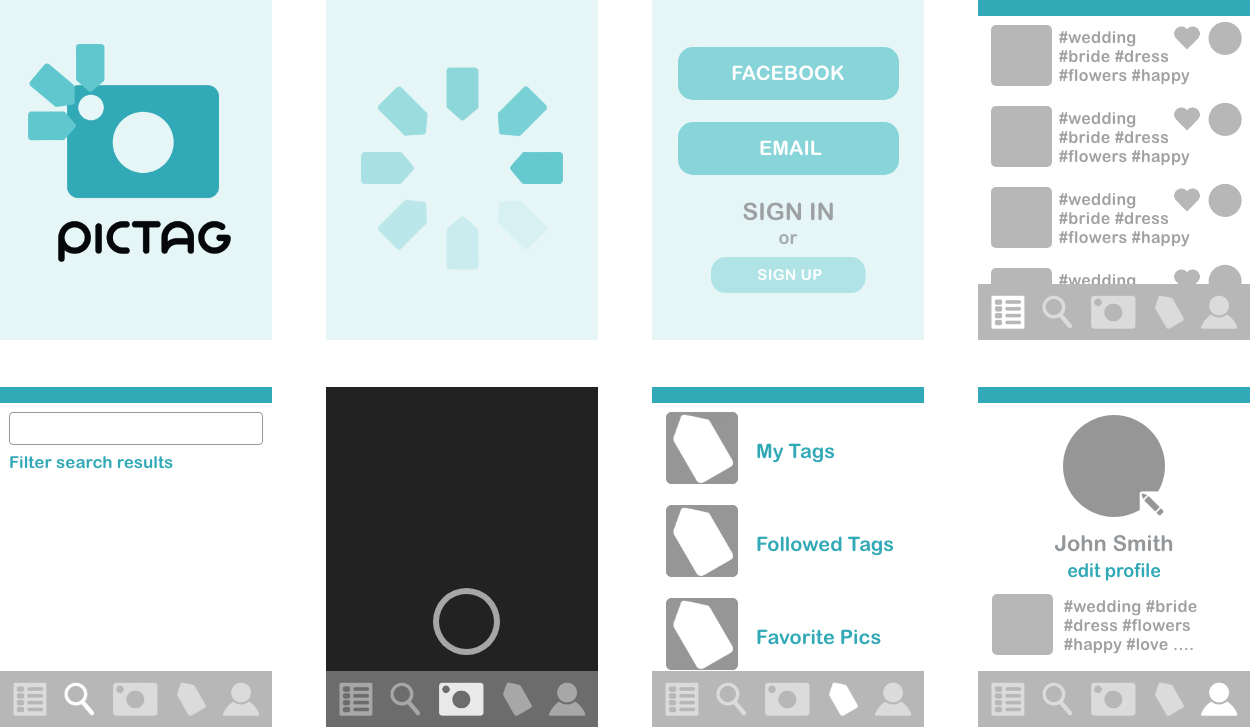 PICTAG
FACEBOOK
EMAIL
SIGN IN
or
SIGN UP
#wedding
#bride #dress
#flowers #happy
#wedding
#bride #dress
#flowers #happy
#wedding
#bride #dress
#flowers #happy
#wedding
Filter search results
My Tags
Followed Tags
Favorite Pics
John Smith
edit profile
#wedding #bride
#dress #flowers
#happy #love ....